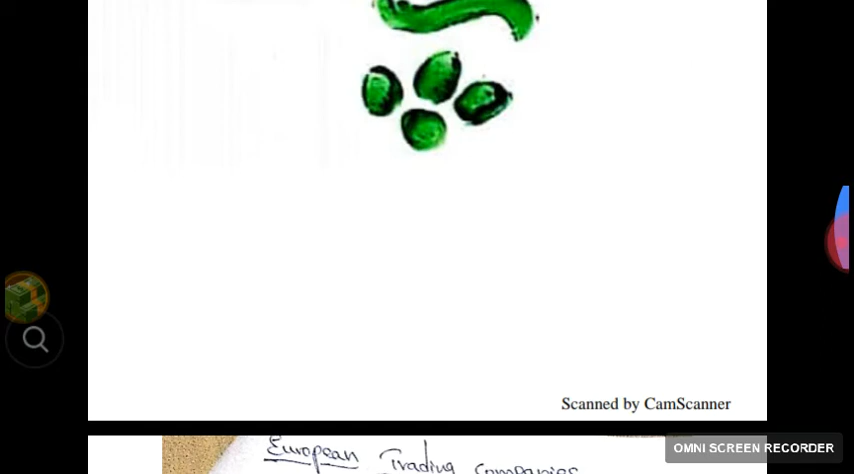 Scanned by CamScanner
European Trading Companies
OMNI SCREEN RECORDER